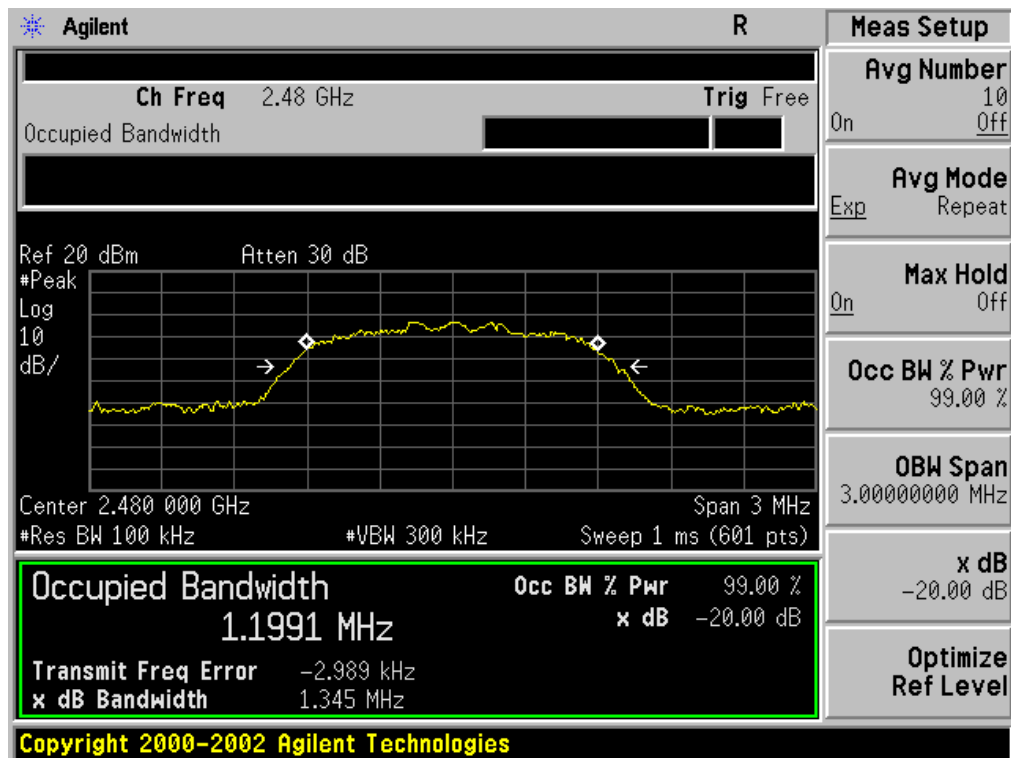 Agilent R Meas Setup
Ch Freq 2.48 GHz Trig Free
Occupied Bandwidth
Ref 20 dBm Atten 30 dB
#Peak
Log
10
dB/
Center 2.480 000 GHz Span 3 MHz
#Res BW 100 kHz #VBW 300 kHz Sweep 1 ms (601 pts)
Occupied Bandwidth Occ BW % Pwr 99.00 %
1.1991 MHz x dB -20.00 dB
Transmit Freq Error -2.989 kHz
x dB Bandwidth 1.345 MHz
Avg Number
10
On Off
Avg Mode
Exp Repeat
Max Hold
On Off
Occ BW % Pwr
99.00 %
OBW Span
3.00000000 MHz
x dB
-20.00 dB
Optimize
Ref Level
Copyright 2000-2002 Agilent Technologies